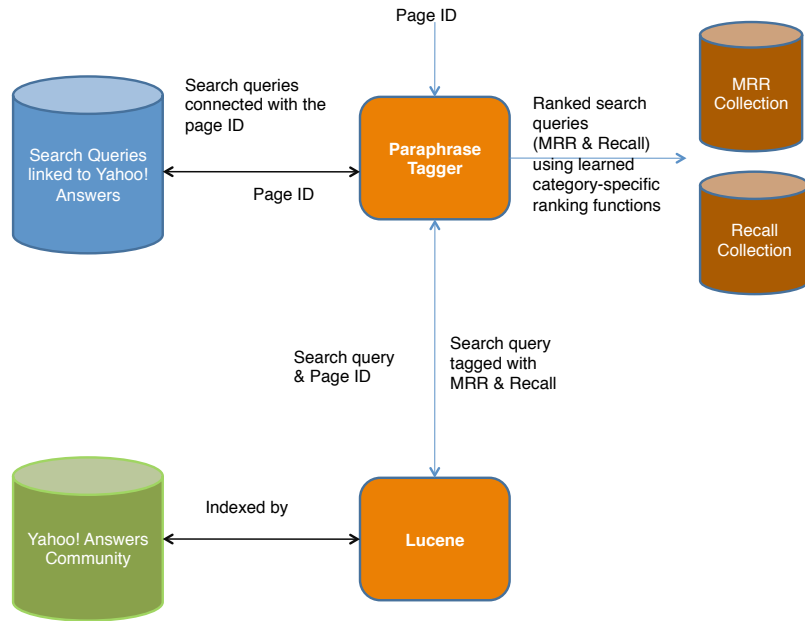 Page ID
Search queries
connected with the
page ID
Search Queries
linked to Yahoo!
Answers
Page ID
Paraphrase
Tagger
Ranked search
queries
(MRR & Recall)
using learned
category-specific
ranking functions
MRR
Collection
Recall
Collection
Search query
& Page ID
Search query
tagged with
MRR & Recall
Yahoo! Answers
Community
Indexed by
Lucene